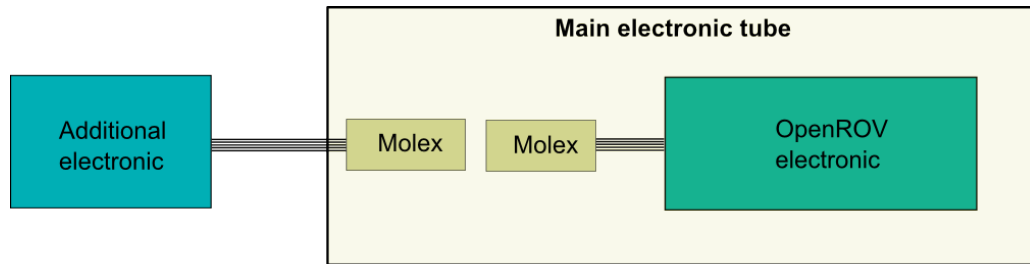 Main electronic tube
Additional
electronic
Molex
Molex
OpenROV
electronic